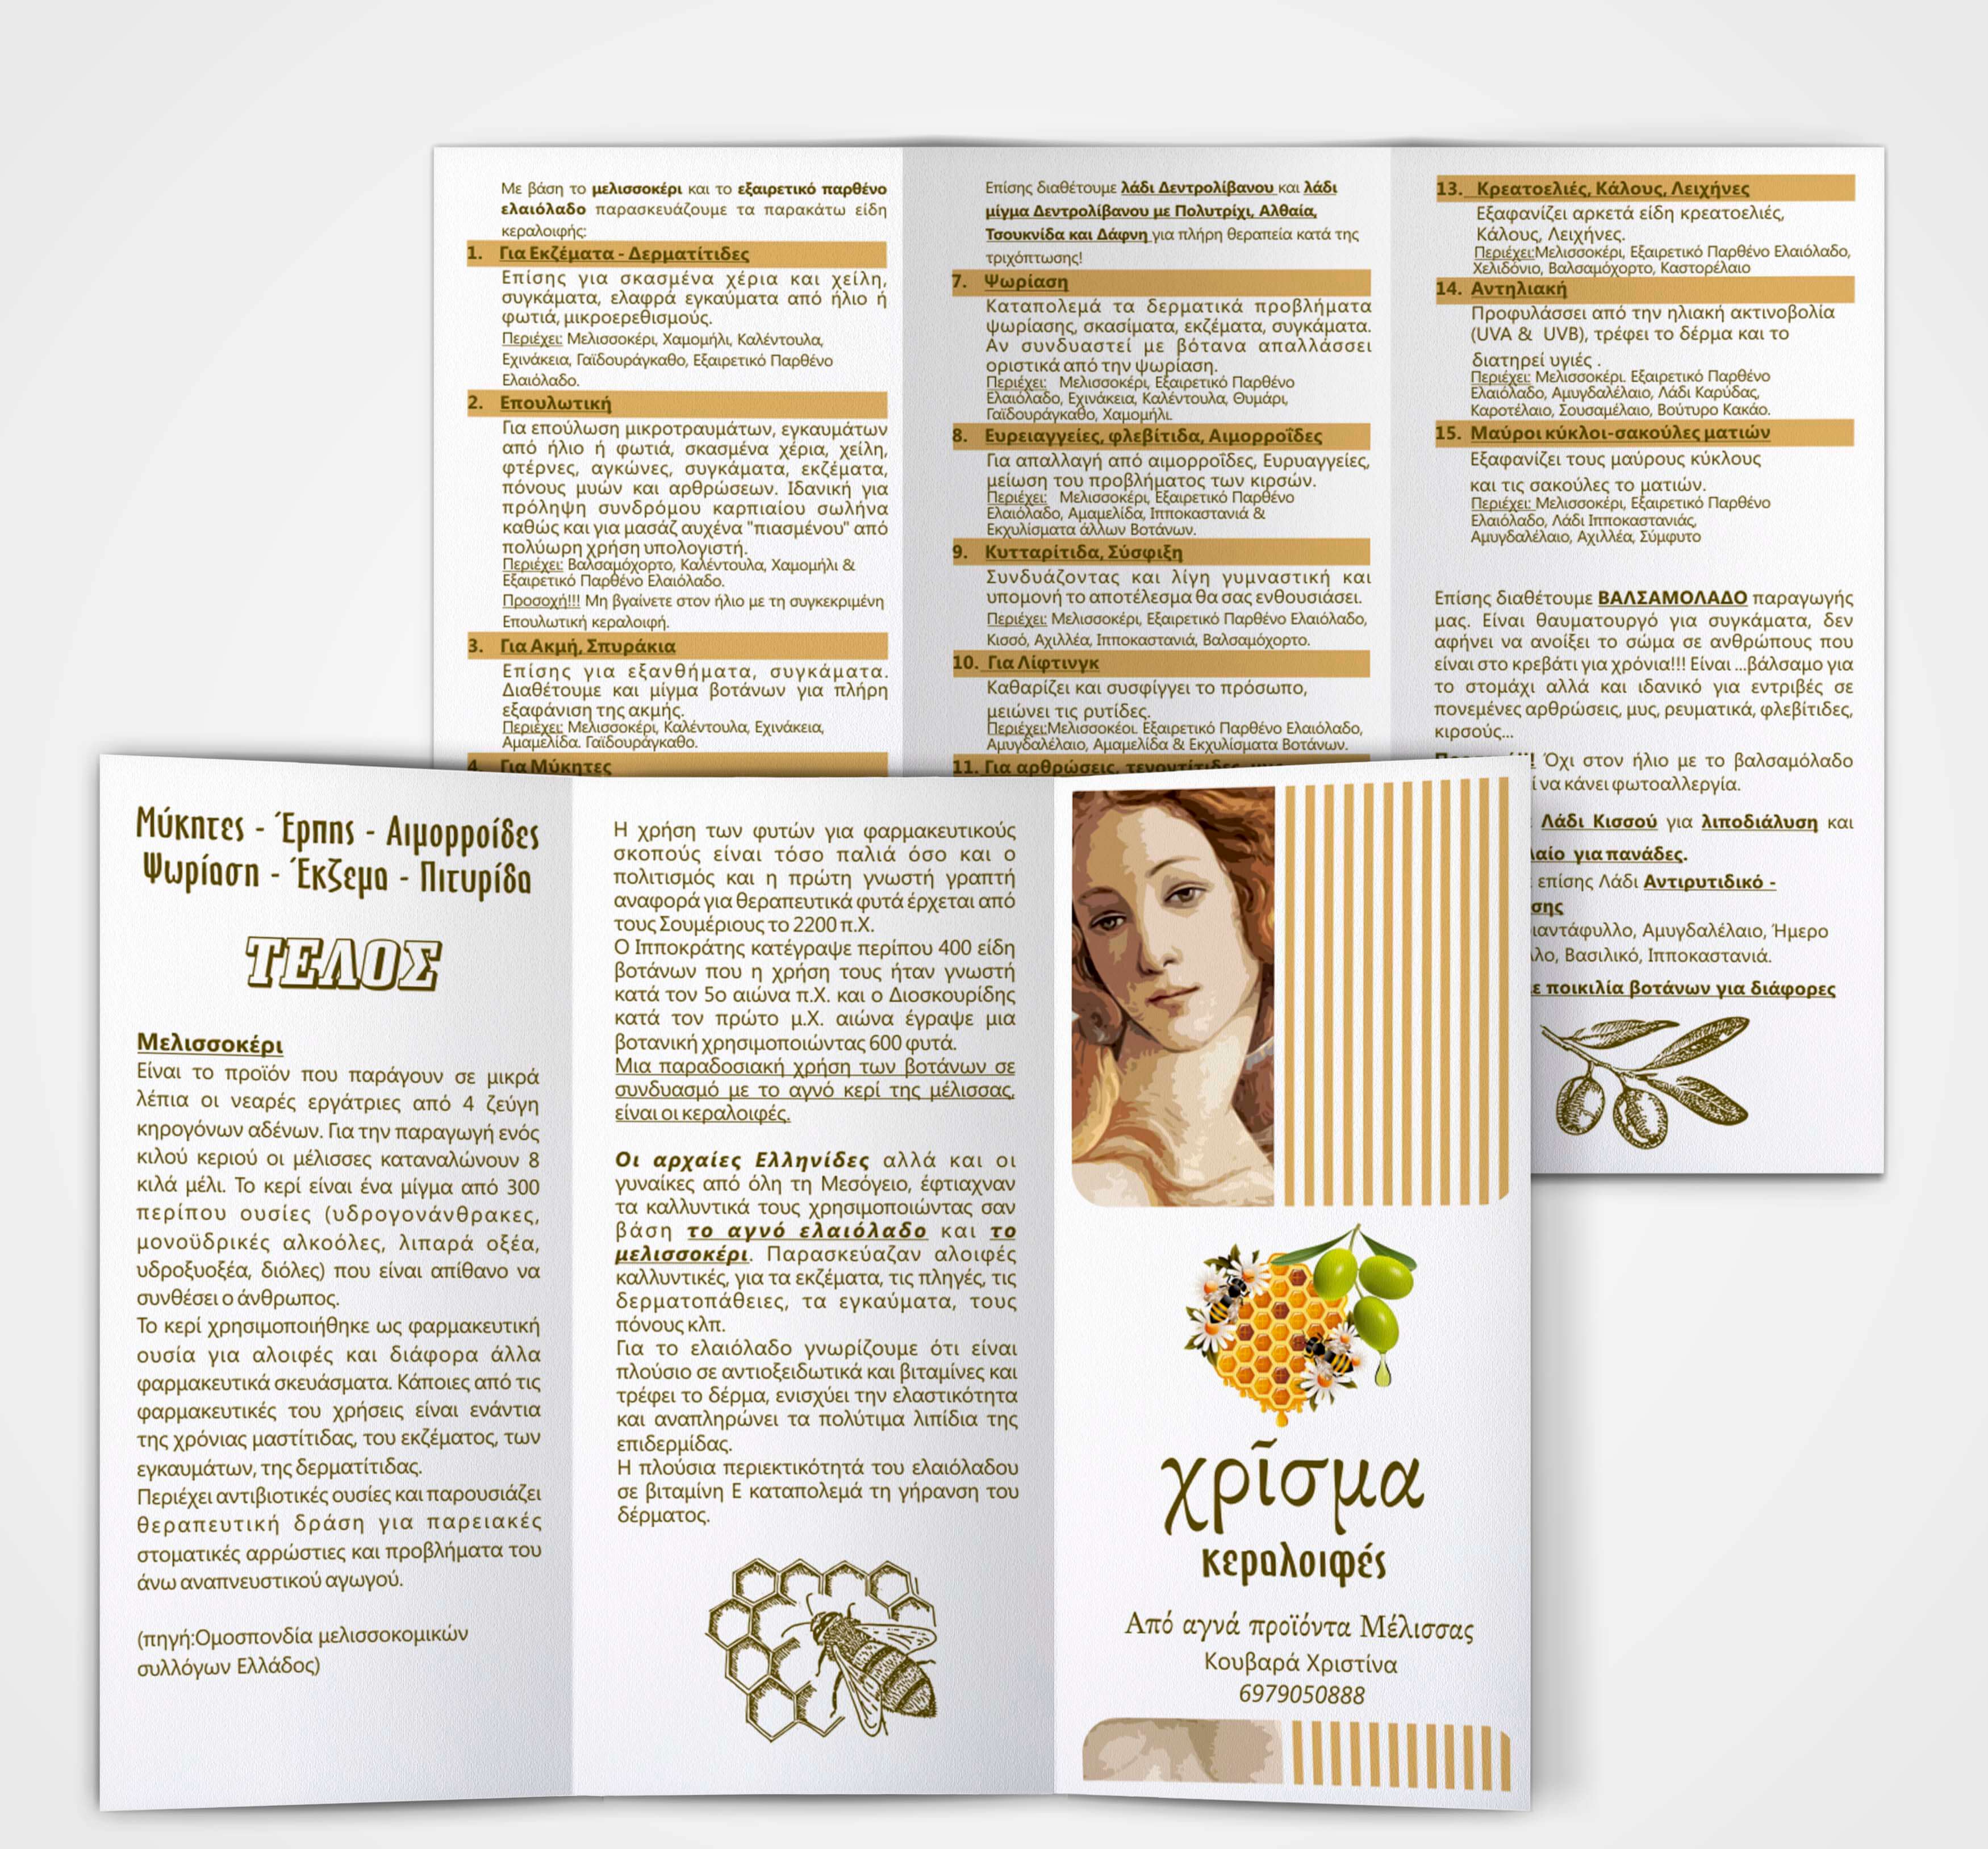 Με βάση το μελισσοκέρι και το εξαιρετικό παρθένο
ελαιόλαδο παρασκευάζουμε τα παρακάτω είδη
κεραλοιφής:
1. Για Εκζέματα - Δερματίτιδες
Επίσης για σκασμένα χέρια και χείλη,
συγκάματα, ελαφρά εγκαύματα από ήλιο ή
φωτιά, μικροερεθισμούς.
Περιέχει: Μελισσοκέρι, Χαμομήλι, Καλέντουλα,
Εχινάκεια, Γαϊδουράγκαθο, Εξαιρετικό Παρθένο
Ελαιόλαδο.
2. Επουλωτική
Για επούλωση μικροτραυμάτων, εγκαυμάτων
από ήλιο ή φωτιά, σκασμένα χέρια, χείλη,
φτέρνες, αγκώνες, συγκάματα, εκζέματα,
πόνους μυών και αρθρώσεων. Ιδανική για
πρόληψη συνδρόμου καρπιαίου σωλήνα
καθώς και για μασάζ αυχένα "πιασμένου" από
πολύωρη χρήση υπολογιστή.
Περιέχει: Βαλσαμόχορτο, Καλέντουλα, Χαμομήλι &
Εξαιρετικό Παρθένο Ελαιόλαδο.
Προσοχή!!! Μη βγαίνετε στον ήλιο με τη συγκεκριμένη
Επουλωτική κεραλοιφή.
3. Για Ακμή, Σπυράκια
Επίσης για εξανθήματα, συγκάματα.
Διαθέτουμε και μίγμα βοτάνων για πλήρη
εξαφάνιση της ακμής.
Περιέχει: Μελισσοκέρι, Καλέντουλα, Εχινάκεια,
Αμαμελίδα. Γαϊδουράγκαθο.
4. Για Μύκητες
Επίσης διαθέτουμε λάδι Δεντρολίβανου και λάδι
μίγμα Δεντρολίβανου με Πολυτρίχι, Αλθαία,
Τσουκνίδα και Δάφνη για πλήρη θεραπεία κατά της
τριχόπτωσης!
7. Ψωρίαση
Καταπολεμά τα δερματικά προβλήματα
ψωρίασης, σκασίματα, εκζέματα, συγκάματα.
Αν συνδυαστεί με βότανα απαλλάσσει
οριστικά από την ψωρίαση.
Περιέχει: Μελισσοκέρι, Εξαιρετικό Παρθένο
Ελαιόλαδο, Εχινάκεια, Καλέντουλα, Θυμάρι,
Γαϊδουράγκαθο, Χαμομήλι.
8. Ευρειαγγείες, φλεβίτιδα, Αιμορροΐδες
Για απαλλαγή από αιμορροΐδες, Ευρυαγγείες,
μείωση του προβλήματος των κιρσών.
Περιέχει: Μελισσοκέρι, Εξαιρετικό Παρθένο
Ελαιόλαδο, Αμαμελίδα, Ιπποκαστανιά &
Εκχυλίσματα άλλων Βοτάνων.
9. Κυτταρίτιδα, Σύσφιξη
Συνδυάζοντας και λίγη γυμναστική και
υπομονή το αποτέλεσμα θα σας ενθουσιάσει.
Περιέχει: Μελισσοκέρι, Εξαιρετικό Παρθένο Ελαιόλαδο,
Κισσό, Αχιλλέα, Ιπποκαστανιά, Βαλσαμόχορτο.
10. Για Λίφτινγκ
Καθαρίζει και συσφίγγει το πρόσωπο,
μειώνει τις ρυτίδες.
Περιέχει:Μελισσοκέοι. Εξαιρετικό Παρθένο Ελαιόλαδο,
Αμυγδαλέλαιο, Αμαμελίδα & Εκχυλίσματα Βοτάνων.
11. Για αρθρώσεις, τενοντίτιδες,
13. Κρεατοελιές, Κάλους, Λειχήνες
Εξαφανίζει αρκετά είδη κρεατοελιές,
Κάλους, Λειχήνες.
Περιέχει:Μελισσοκέρι, Εξαιρετικό Παρθένο Ελαιόλαδο,
Χελιδόνιο, Βαλσαμόχορτο, Καστορέλαιο
14. Αντηλιακή
Προφυλάσσει από την ηλιακή ακτινοβολία
(UVA & UVB), τρέφει το δέρμα και το
διατηρεί υγιές .
Περιέχει: Μελισσοκέρι. Εξαιρετικό Παρθένο
Ελαιόλαδο, Αμυγδαλέλαιο, Λάδι Καρύδας,
Καροτέλαιο, Σουσαμέλαιο, Βούτυρο Κακάο.
15. Μαύροι κύκλοι-σακούλες ματιών
Εξαφανίζει τους μαύρους κύκλους
και τις σακούλες το ματιών.
Περιέχει: Μελισσοκέρι, Εξαιρετικό Παρθένο
Ελαιόλαδο, Λάδι Ιπποκαστανιάς,
Αμυγδαλέλαιο, Αχιλλέα, Σύμφυτο
Επίσης διαθέτουμε ΒΑΛΣΑΜΟΛΑΔΟ παραγωγής
μας. Είναι θαυματουργό για συγκάματα, δεν
αφήνει να ανοίξει το σώμα σε ανθρώπους που
είναι στο κρεβάτι για χρόνια!!! Είναι ...βάλσαμο για
το στομάχι αλλά και ιδανικό για εντριβές σε
πονεμένες αρθρώσεις, μυς, ρευματικά, φλεβίτιδες,
κιρσούς...
Όχι στον ήλιο με το βαλσαμόλαδο
να κάνει φωτοαλλεργία.
Λάδι Κισσού για λιποδιάλυση και
για πανάδες.
επίσης Λάδι Αντιρυτιδικό -
Αμυγδαλέλαιο, Ήμερο
Βασιλικό, Ιπποκαστανιά.
ποικιλία βοτάνων για διάφορες
Μύκητες - Έρπης - Αιμορροίδες
Ψωρίαση - Έκζεμα - Πιτυρίδα
ΤΕΛΟΣ
Μελισσοκέρι
Είναι το προϊόν που παράγουν σε μικρά
λέπια οι νεαρές εργάτριες από 4 ζεύγη
κηρογόνων αδένων. Για την παραγωγή ενός
κιλού κεριού οι μέλισσες καταναλώνουν 8
κιλά μέλι. Το κερί είναι ένα μίγμα από 300
περίπου ουσίες (υδρογονάνθρακες,
μονοϋδρικές αλκοόλες, λιπαρά οξέα,
υδροξυοξέα, διόλες) που είναι απίθανο να
συνθέσει ο άνθρωπος.
Το κερί χρησιμοποιήθηκε ως φαρμακευτική
ουσία για αλοιφές και διάφορα άλλα
φαρμακευτικά σκευάσματα. Κάποιες από τις
φαρμακευτικές του χρήσεις είναι ενάντια
της χρόνιας μαστίτιδας, του εκζέματος, των
εγκαυμάτων, της δερματίτιδας.
Περιέχει αντιβιοτικές ουσίες και παρουσιάζει
θεραπευτική δράση για παρειακές
στοματικές αρρώστιες και προβλήματα του
άνω αναπνευστικού αγωγού.
(πηγή:Ομοσπονδία μελισσοκομικών
συλλόγων Ελλάδος)
Η χρήση των φυτών για φαρμακευτικούς
σκοπούς είναι τόσο παλιά όσο και ο
πολιτισμός και η πρώτη γνωστή γραπτή
αναφορά για θεραπευτικά φυτά έρχεται από
τους Σουμέριους το 2200 π.Χ.
Ο Ιπποκράτης κατέγραψε περίπου 400 είδη
βοτάνων που η χρήση τους ήταν γνωστή
κατά τον 5ο αιώνα π.Χ. και ο Διοσκουρίδης
κατά τον πρώτο μ.Χ. αιώνα έγραψε μια
βοτανική χρησιμοποιώντας 600 φυτά.
Μια παραδοσιακή χρήση των βοτάνων σε
συνδυασμό με το αγνό κερί της μέλισσας,
είναι οι κεραλοιφές.
Οι αρχαίες Ελληνίδες αλλά και οι
γυναίκες από όλη τη Μεσόγειο, έφτιαχναν
τα καλλυντικά τους χρησιμοποιώντας σαν
βάση το αγνό ελαιόλαδο και το
μελισσοκέρι. Παρασκεύαζαν αλοιφές
καλλυντικές, για τα εκζέματα, τις πληγές, τις
δερματοπάθειες, τα εγκαύματα, τους
πόνους κλπ.
Για το ελαιόλαδο γνωρίζουμε ότι είναι
πλούσιο σε αντιοξειδωτικά και βιταμίνες και
τρέφει το δέρμα, ενισχύει την ελαστικότητα
και αναπληρώνει τα πολύτιμα λιπίδια της
επιδερμίδας.
Η πλούσια περιεκτικότητά του ελαιόλαδου
σε βιταμίνη Ε καταπολεμά τη γήρανση του
δέρματος.
χρῖσμα
κεραλοιφές
Από αγνά προϊόντα Μέλισσας
Κουβαρά Χριστίνα
6979050888